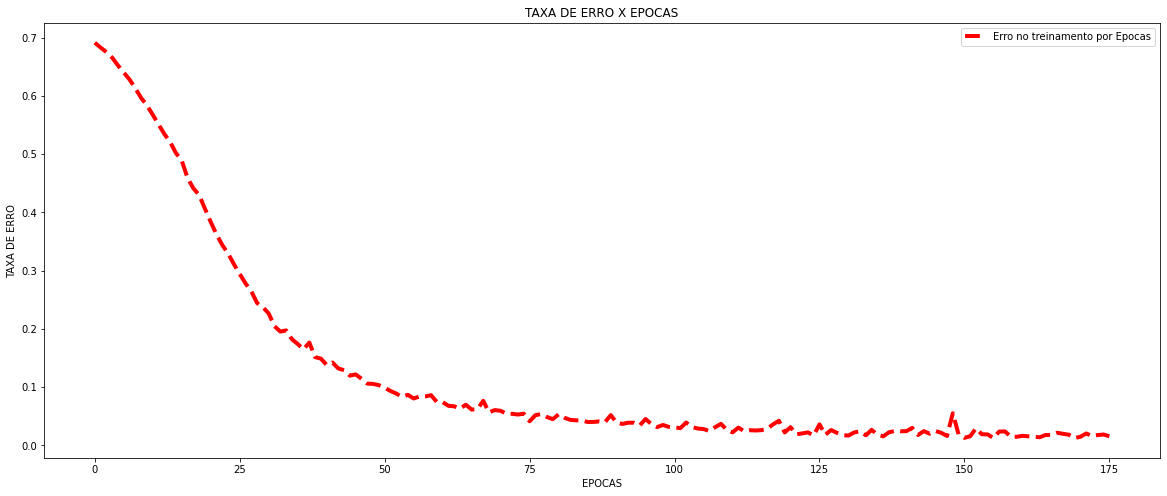 TAXA DE ERRO X EPOCAS
Erro no treinamento por Epocas
TAXA DE ERRO
0.7
0.6
0.5
0.4
0.3
0.2
0.1
0.0
0 25 50 75 100 125 150 175
EPOCAS